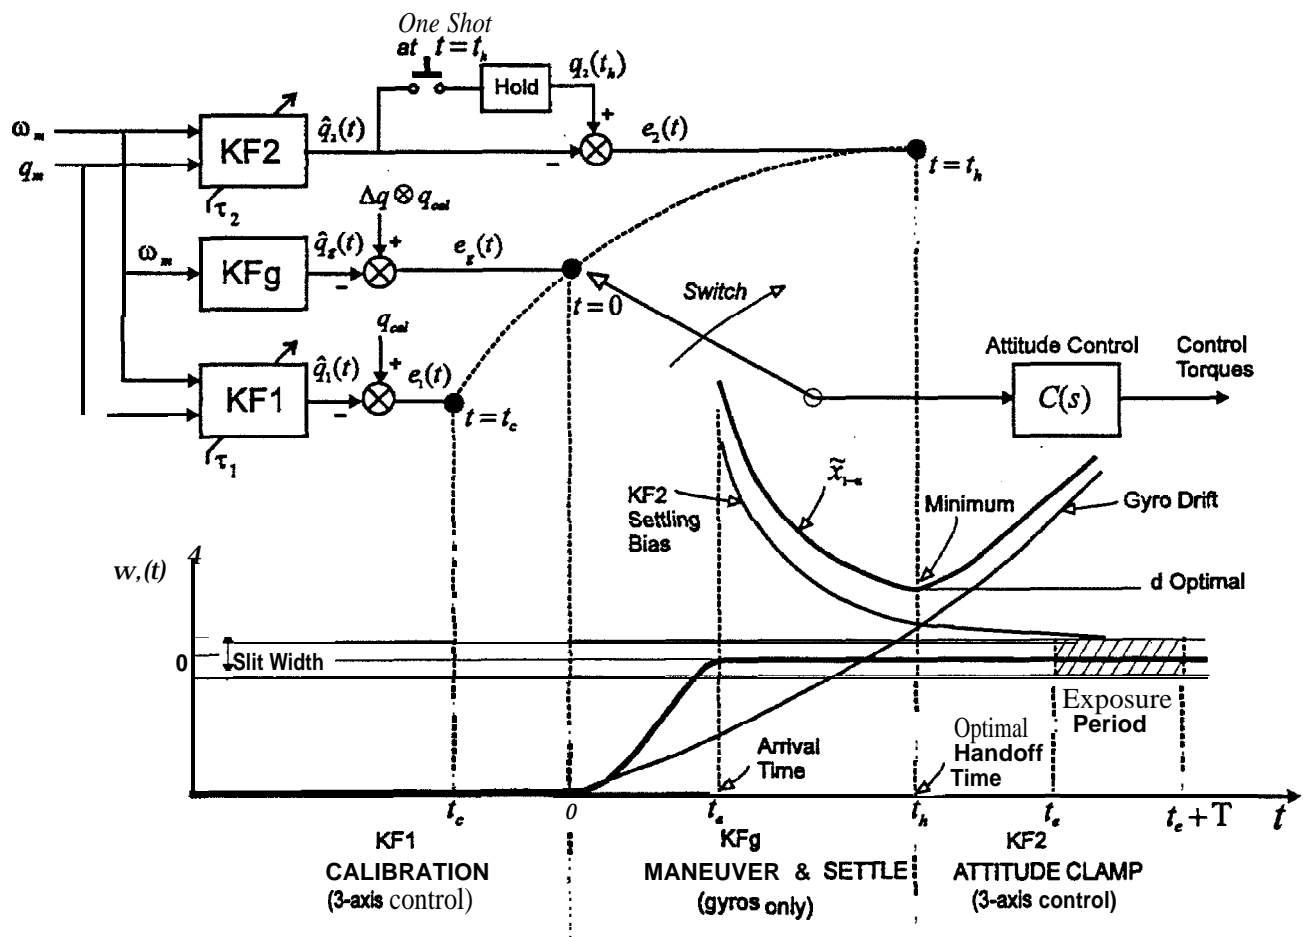 One Shot
at t = t_h
Hold
q_2(t_h)
ω_m
q_m
KF2
q̂_2(t)
e_2(t)
t = t_h
τ_2
Δq ⊗ q_cal
ω_m
KFg
q̂_g(t)
e_g(t)
t = 0
Switch
q_cal
KF1
q̂_1(t)
e_1(t)
t = t_c
τ_1
Attitude Control
C(s)
Control
Torques
KF2
Settling
Bias
Minimum
Gyro Drift
d Optimal
4
w,(t)
0
Slit Width
Exposure
Period
Arrival
Time
Optimal
Handoff
Time
t_c
0
t_a
t_h
t_e
t_e + T
t
KF1
CALIBRATION
(3-axis control)
KFg
MANEUVER & SETTLE
(gyros only)
KF2
ATTITUDE CLAMP
(3-axis control)